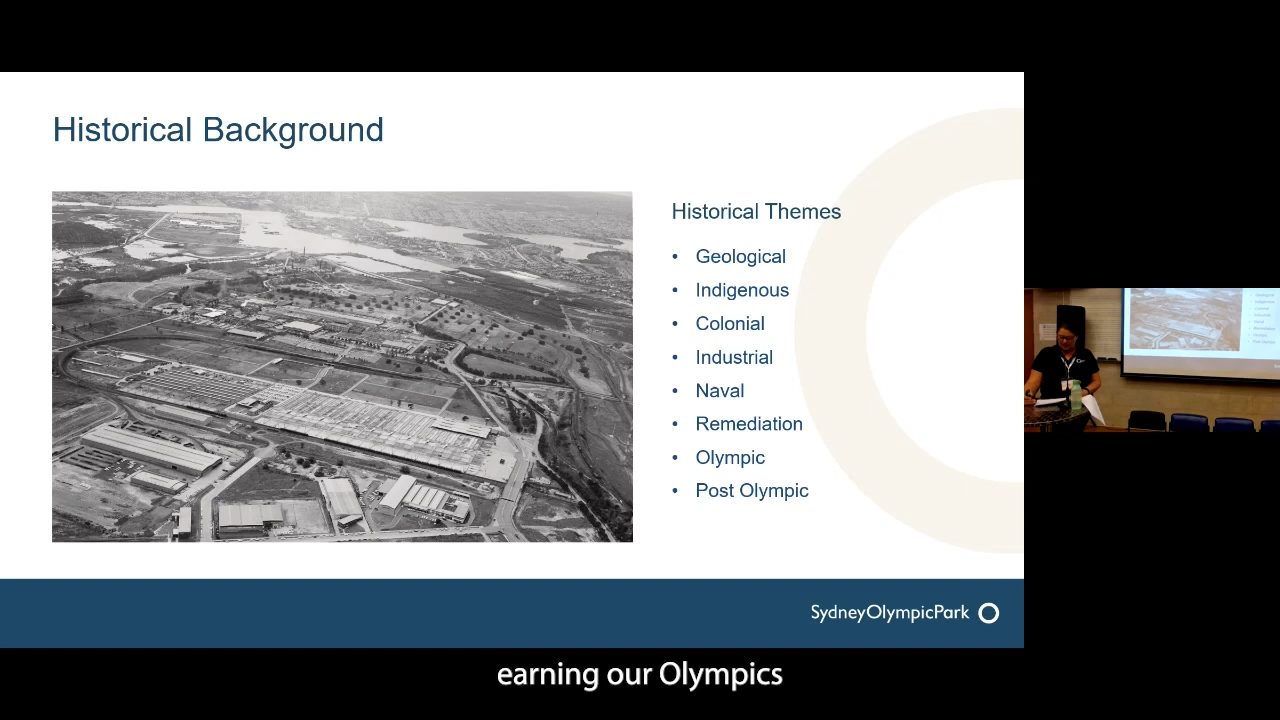 Historical Background
Historical Themes
• Geological
• Indigenous
• Colonial
• Industrial
• Naval
• Remediation
• Olympic
• Post Olympic
SydneyOlympicPark
earning our Olympics